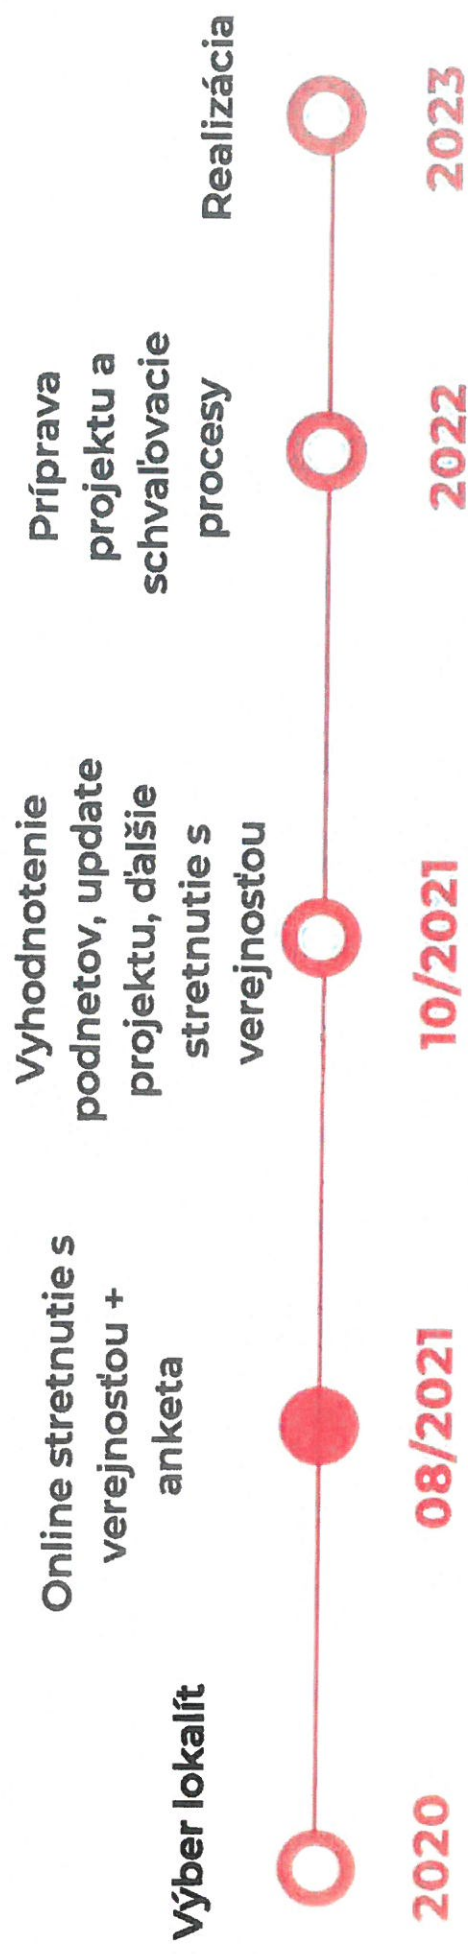 Výber lokalít
2020
Online stretnutie s
verejnosťou +
anketa
08/2021
Vyhodnotenie
podnetov, update
projektu, ďalšie
stretnutie s
verejnosťou
10/2021
Príprava
projektu a
schvaľovacie
procesy
2022
Realizácia
2023